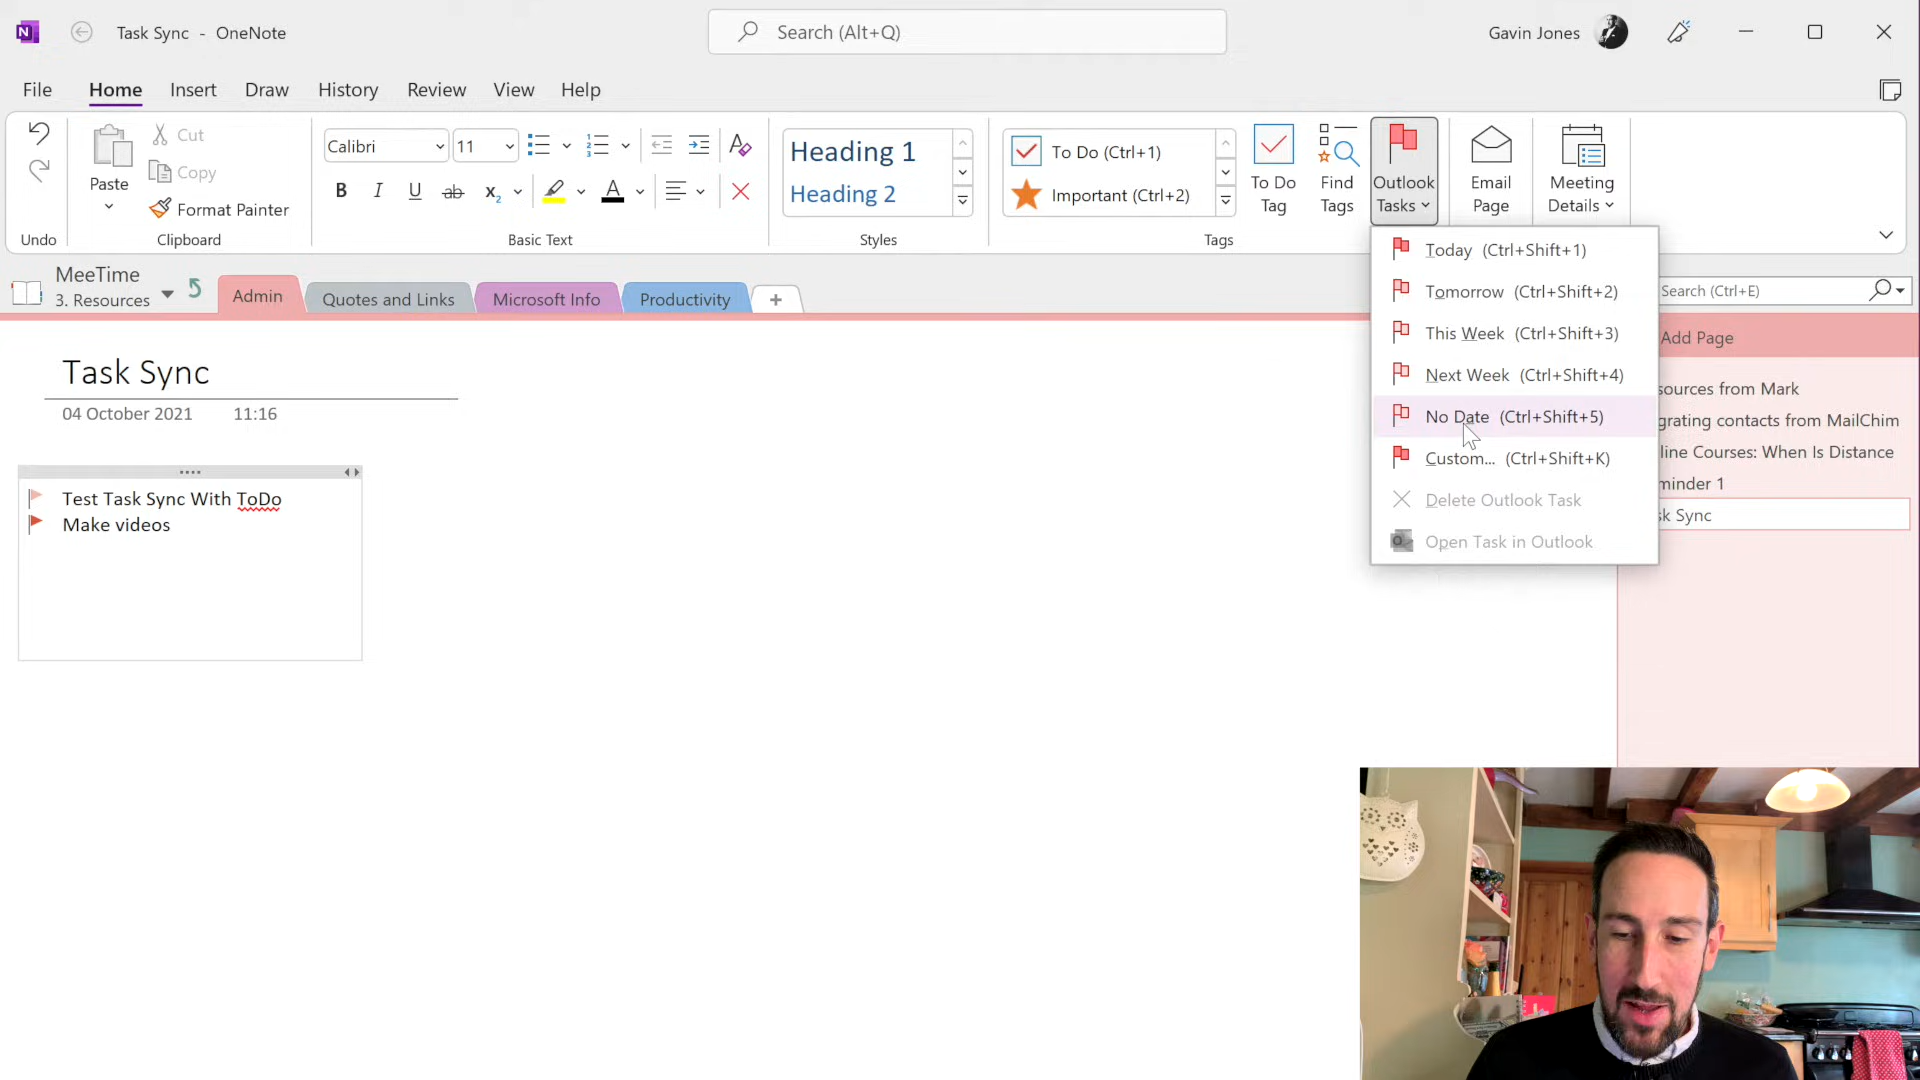 Task Sync - OneNote
Search (Alt+Q)
Gavin Jones
File Home Insert Draw History Review View Help
Undo
Paste
Cut
Copy
Format Painter
Clipboard
Calibri 11
B I U ab x2 A
Basic Text
Heading 1
Heading 2
Styles
To Do (Ctrl+1)
Important (Ctrl+2)
To Do Tag
Find Tags
Tags
Outlook Tasks
Email Page
Meeting Details
Today (Ctrl+Shift+1)
Tomorrow (Ctrl+Shift+2)
This Week (Ctrl+Shift+3)
Next Week (Ctrl+Shift+4)
No Date (Ctrl+Shift+5)
Custom... (Ctrl+Shift+K)
Delete Outlook Task
Open Task in Outlook
MeeTime
3. Resources
Admin Quotes and Links Microsoft Info Productivity +
Search (Ctrl+E)
Add Page
sources from Mark
grating contacts from MailChim
line Courses: When Is Distance
minder 1
sk Sync
Task Sync
04 October 2021 11:16
Test Task Sync With ToDo
Make videos